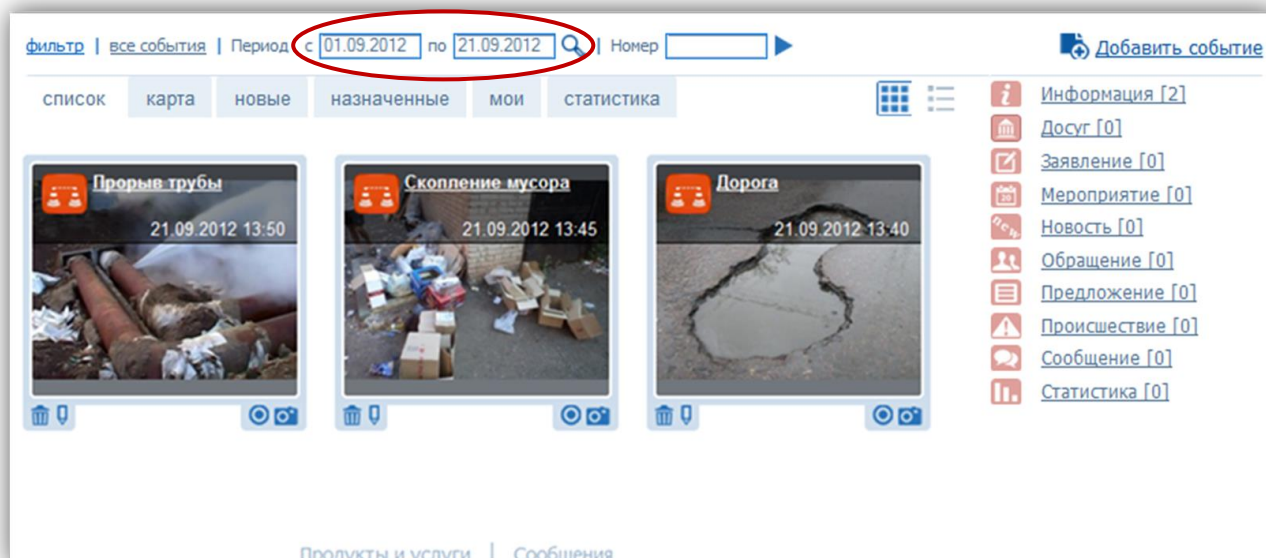 фильтр | все события | Период с 01.09.2012 по 21.09.2012 | Номер
Добавить событие
список карта новые назначенные мои статистика
Прорыв трубы
21.09.2012 13:50
Скопление мусора
21.09.2012 13:45
Дорога
21.09.2012 13:40
Информация [2]
Досуг [0]
Заявление [0]
Мероприятие [0]
Новость [0]
Обращение [0]
Предложение [0]
Происшествие [0]
Сообщение [0]
Статистика [0]
Продукты и услуги | Сообщения